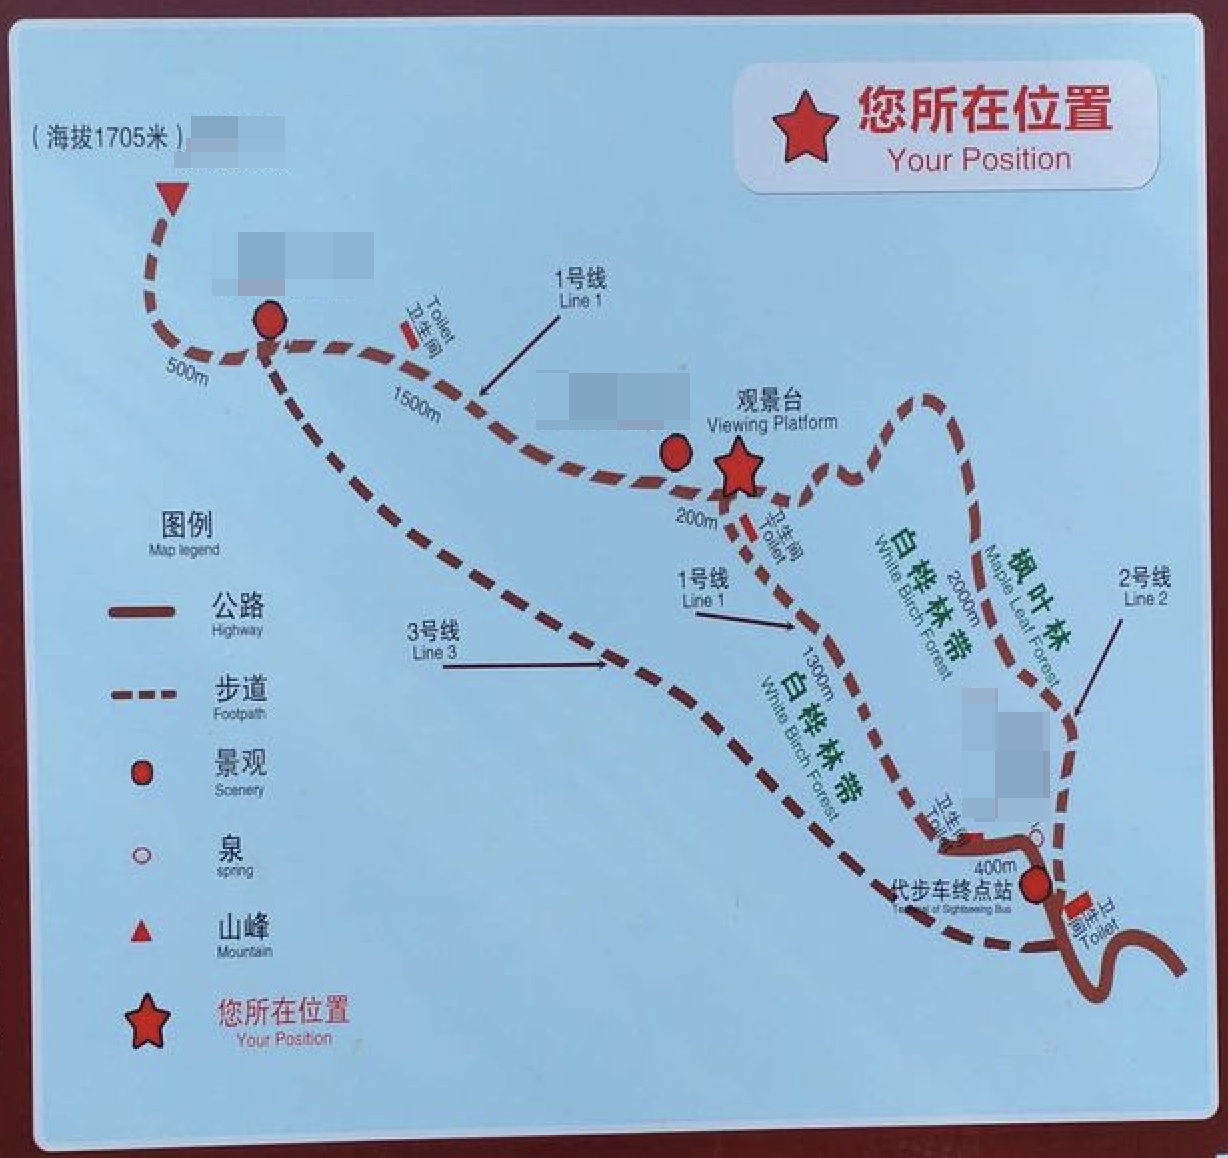 您所在位置
Your Position
（海拔1705米）
1号线
Line 1
Toilet
卫生间
500m
1500m
观景台
Viewing Platform
200m
卫生间
Toilet
图例
Map legend
公路
Highway
步道
Footpath
景观
Scenery
泉
spring
山峰
Mountain
您所在位置
Your Position
3号线
Line 3
1号线
Line 1
1300m
白桦林带
White Birch Forest
白桦林带
White Birch Forest
2000m
枫叶林
Maple Leaf Forest
2号线
Line 2
卫生间
Toilet
400m
代步车终点站
Terminal of Sightseeing Bus
卫生间
Toilet